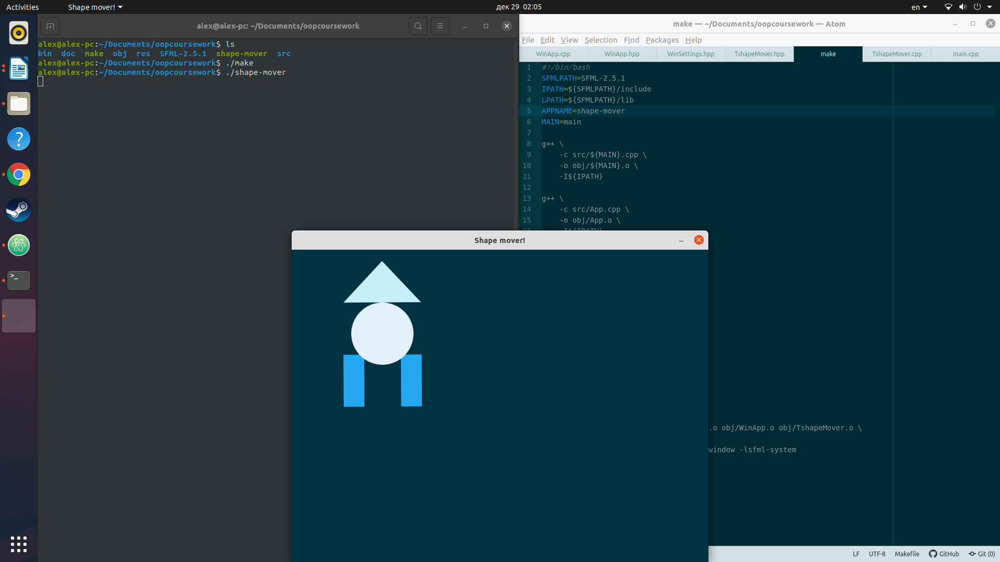 Activities
Shape mover!
дек 29 02:05
en
alex@alex-pc: ~/Documents/oopcoursework
alex@alex-pc:~/Documents/oopcoursework$ ls
bin doc make obj res SFML-2.5.1 shape-mover src
alex@alex-pc:~/Documents/oopcoursework$ ./make
alex@alex-pc:~/Documents/oopcoursework$ ./shape-mover
make — ~/Documents/oopcoursework — Atom
File Edit View Selection Find Packages Help
WinApp.cpp WinApp.hpp WinSettings.hpp TshapeMover.hpp make TshapeMover.cpp main.cpp
1 #!/bin/bash
2 SFMLPATH=SFML-2.5.1
3 IPATH=${SFMLPATH}/include
4 LPATH=${SFMLPATH}/lib
5 APPNAME=shape-mover
6 MAIN=main
7
8 g++ \
9 -c src/${MAIN}.cpp \
10 -o obj/${MAIN}.o \
11 -I${IPATH}
12
13 g++ \
14 -c src/App.cpp \
15 -o obj/App.o \
16 -I${IPATH}
Shape mover!
.o obj/WinApp.o obj/TshapeMover.o \
window -lsfml-system
LF UTF-8 Makefile GitHub Git (0)